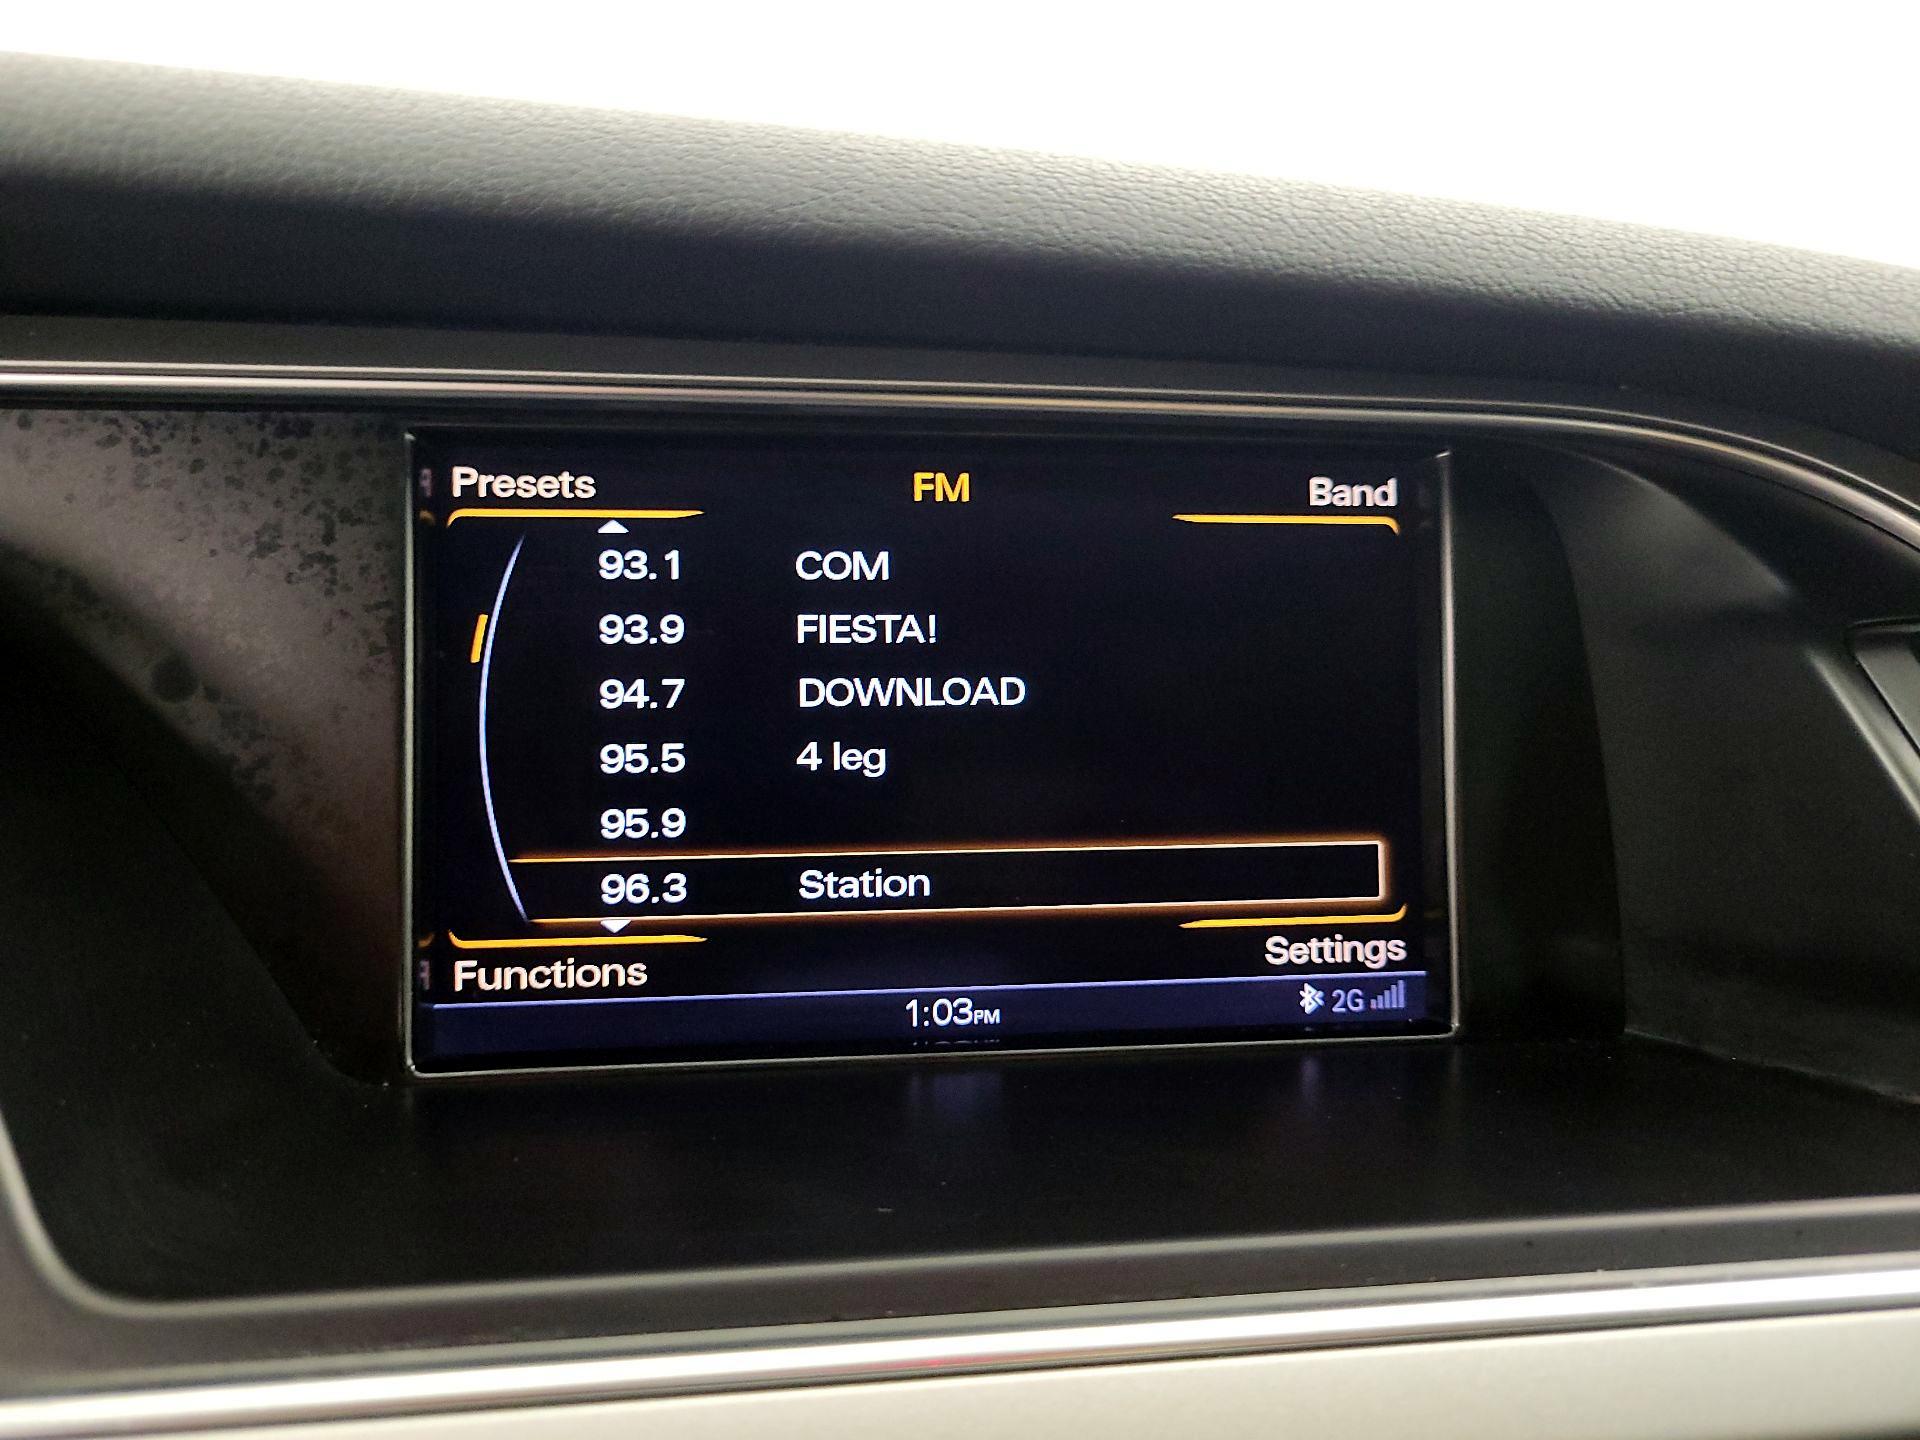 Presets FM Band
93.1 COM
93.9 FIESTA!
94.7 DOWNLOAD
95.5 4 leg
95.9
96.3 Station
Functions Settings
1:03PM 2G